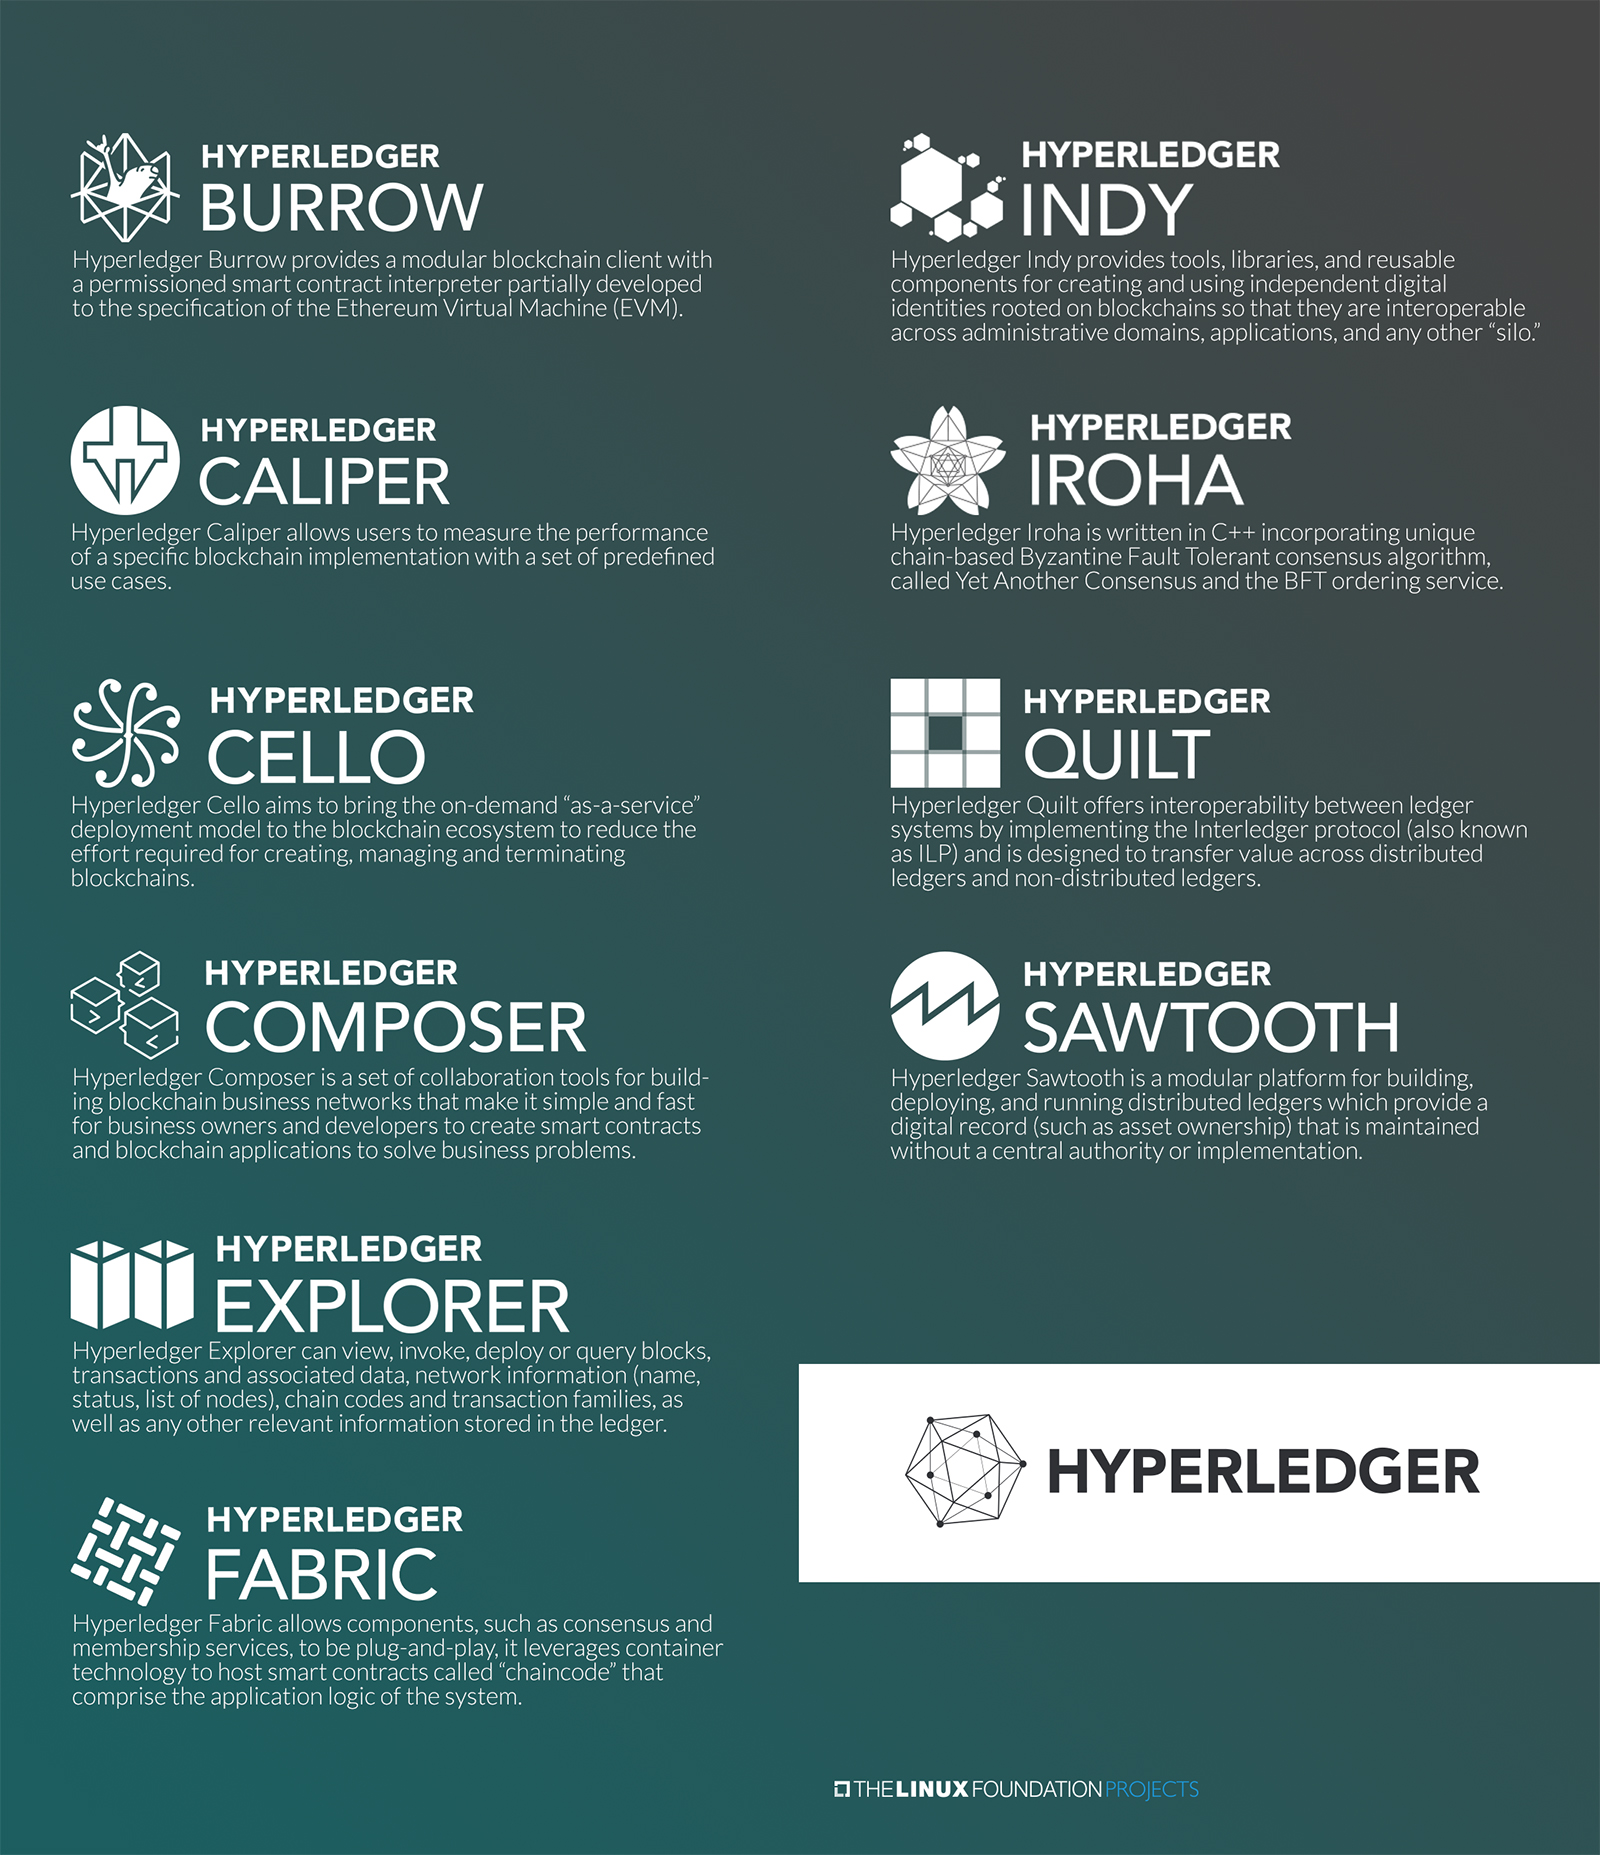 HYPERLEDGER
BURROW
Hyperledger Burrow provides a modular blockchain client with
a permissioned smart contract interpreter partially developed
to the specification of the Ethereum Virtual Machine (EVM).
HYPERLEDGER
CALIPER
Hyperledger Caliper allows users to measure the performance
of a specific blockchain implementation with a set of predefined
use cases.
HYPERLEDGER
CELLO
Hyperledger Cello aims to bring the on-demand “as-a-service”
deployment model to the blockchain ecosystem to reduce the
effort required for creating, managing and terminating
blockchains.
HYPERLEDGER
COMPOSER
Hyperledger Composer is a set of collaboration tools for build-
ing blockchain business networks that make it simple and fast
for business owners and developers to create smart contracts
and blockchain applications to solve business problems.
HYPERLEDGER
EXPLORER
Hyperledger Explorer can view, invoke, deploy or query blocks,
transactions and associated data, network information (name,
status, list of nodes), chain codes and transaction families, as
well as any other relevant information stored in the ledger.
HYPERLEDGER
FABRIC
Hyperledger Fabric allows components, such as consensus and
membership services, to be plug-and-play, it leverages container
technology to host smart contracts called “chaincode” that
comprise the application logic of the system.
HYPERLEDGER
INDY
Hyperledger Indy provides tools, libraries, and reusable
components for creating and using independent digital
identities rooted on blockchains so that they are interoperable
across administrative domains, applications, and any other “silo.”
HYPERLEDGER
IROHA
Hyperledger Iroha is written in C++ incorporating unique
chain-based Byzantine Fault Tolerant consensus algorithm,
called Yet Another Consensus and the BFT ordering service.
HYPERLEDGER
QUILT
Hyperledger Quilt offers interoperability between ledger
systems by implementing the Interledger protocol (also known
as ILP) and is designed to transfer value across distributed
ledgers and non-distributed ledgers.
HYPERLEDGER
SAWTOOTH
Hyperledger Sawtooth is a modular platform for building,
deploying, and running distributed ledgers which provide a
digital record (such as asset ownership) that is maintained
without a central authority or implementation.
HYPERLEDGER
THE LINUX FOUNDATION PROJECTS